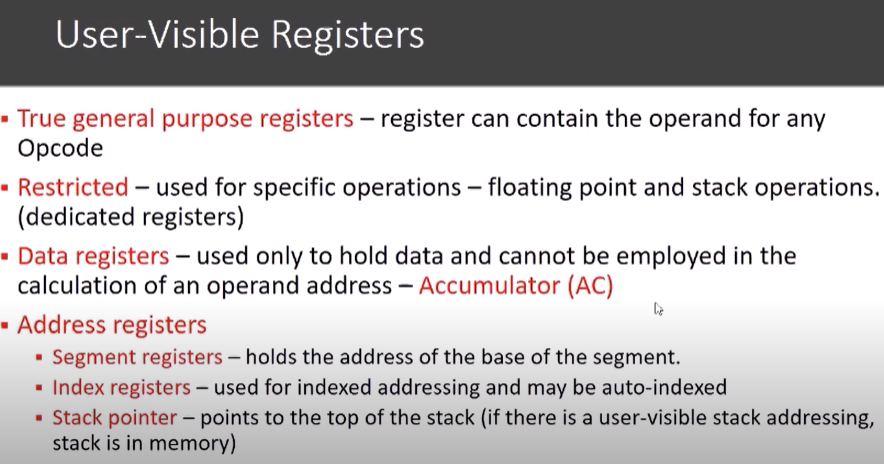 User-Visible Registers
▪ True general purpose registers – register can contain the operand for any
Opcode
▪ Restricted – used for specific operations – floating point and stack operations.
(dedicated registers)
▪ Data registers – used only to hold data and cannot be employed in the
calculation of an operand address – Accumulator (AC)
▪ Address registers
▪ Segment registers – holds the address of the base of the segment.
▪ Index registers – used for indexed addressing and may be auto-indexed
▪ Stack pointer – points to the top of the stack (if there is a user-visible stack addressing,
stack is in memory)